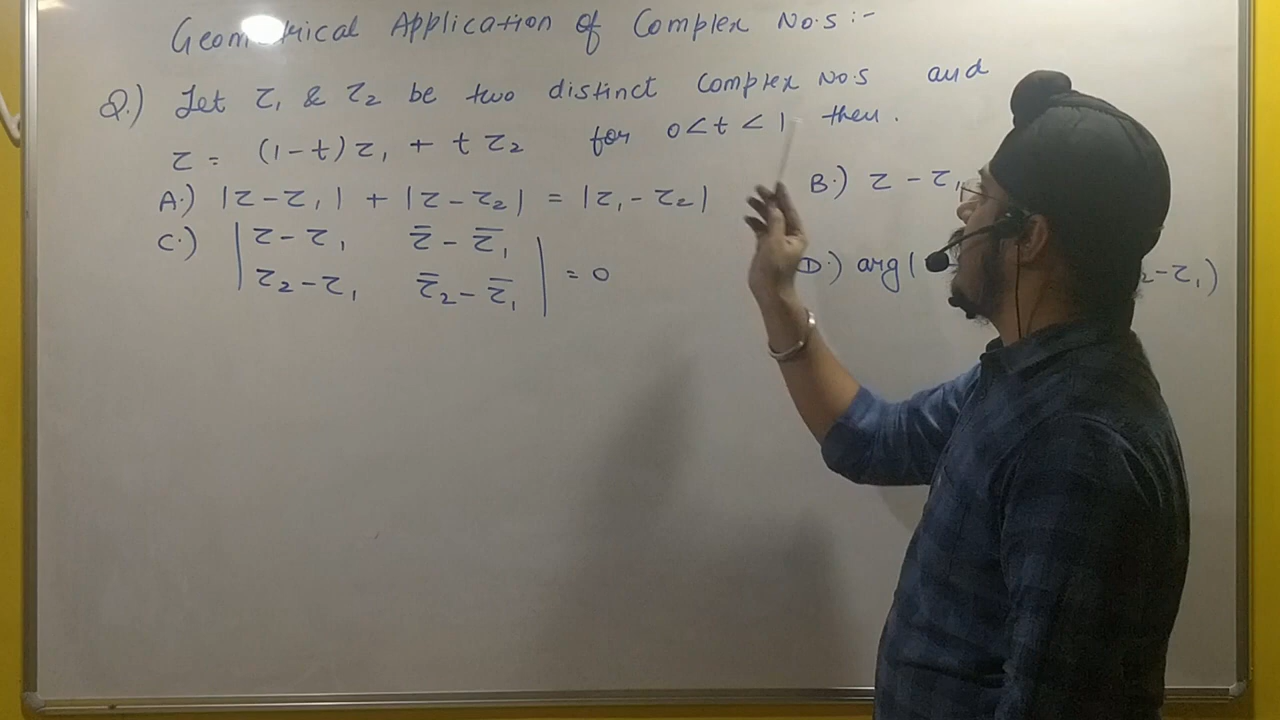 Geometrical Application of Complex No.s :-
Q.) Let z₁ & z₂ be two distinct complex No.s and
z = (1-t)z₁ + t z₂ for 0<t<1 then.
A.) |z-z₁| + |z-z₂| = |z₁-z₂| B.) z-z₁
C.) | z-z₁ z̄-z̄₁ |
| z₂-z₁ z̄₂-z̄₁ | = 0 D.) arg( ₂-z₁)